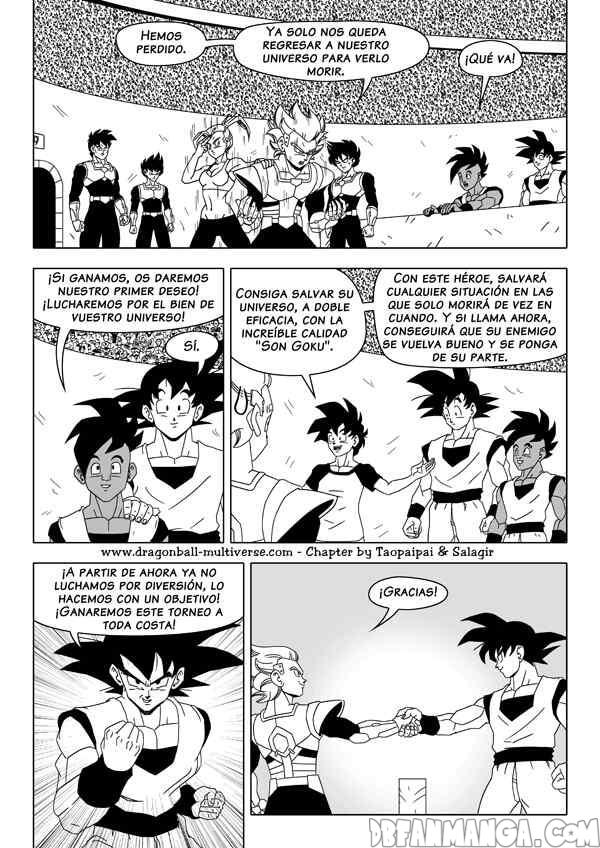 HEMOS
PERDIDO.
YA SOLO NOS QUEDA
REGRESAR A NUESTRO
UNIVERSO PARA VERLO
MORIR.
¡QUÉ VA!
¡SI GANAMOS, OS DAREMOS
NUESTRO PRIMER DESEO!
¡LUCHAREMOS POR EL BIEN DE
VUESTRO UNIVERSO!
SÍ.
CONSIGA SALVAR SU
UNIVERSO, A DOBLE
EFICACIA, CON LA
INCREÍBLE CALIDAD
"SON GOKU".
CON ESTE HÉROE, SALVARÁ
CUALQUIER SITUACIÓN EN LAS
QUE SOLO MORIRÁ DE VEZ EN
CUANDO. Y SI LLAMA AHORA,
CONSEGUIRÁ QUE SU ENEMIGO
SE VUELVA BUENO Y SE PONGA
DE SU PARTE.
www.dragonball-multiverse.com - Chapter by Taopaipai & Salagir
¡A PARTIR DE AHORA YA NO
LUCHAMOS POR DIVERSIÓN, LO
HACEMOS CON UN OBJETIVO!
¡GANAREMOS ESTE TORNEO A
TODA COSTA!
¡GRACIAS!
DBFANMANGA.COM